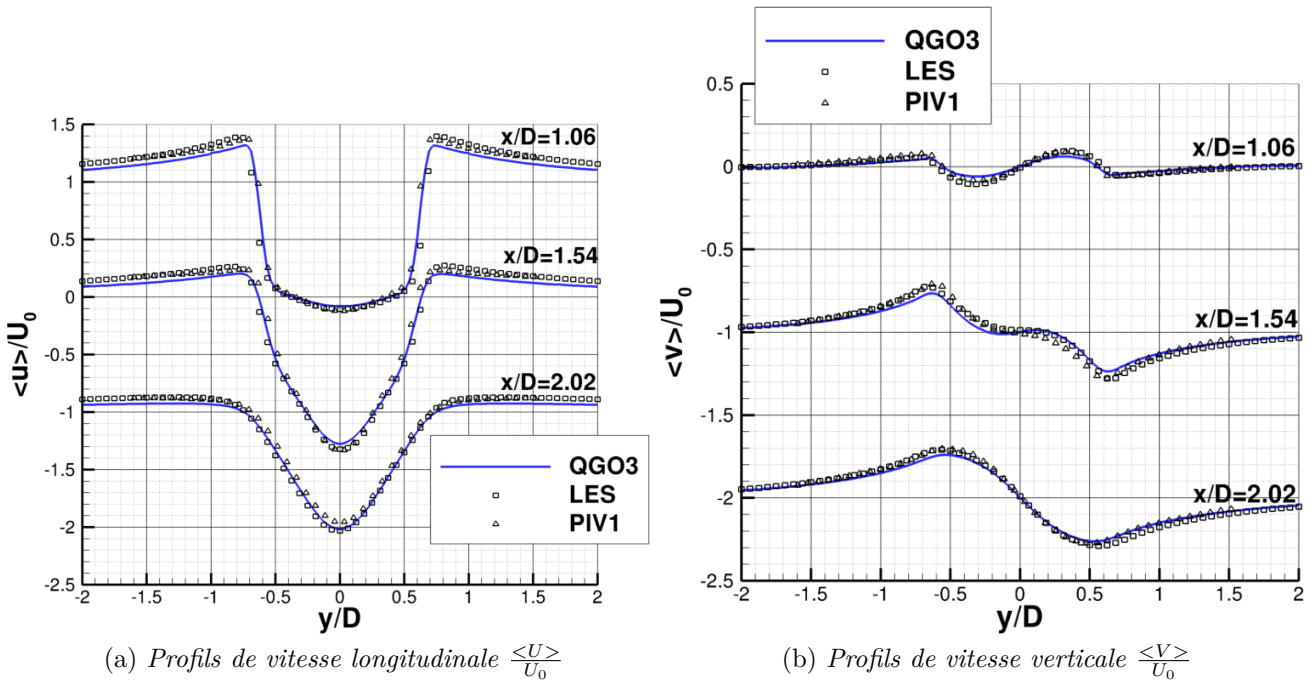 QGO3
LES
PIV1
x/D=1.06
x/D=1.54
x/D=2.02
<u>/U₀
1.5
1
0.5
0
-0.5
-1
-1.5
-2
-2.5
-2 -1.5 -1 -0.5 0 0.5 1 1.5 2
y/D
QGO3
LES
PIV1
x/D=1.06
x/D=1.54
x/D=2.02
<v>/U₀
0.5
0
-0.5
-1
-1.5
-2
-2.5
-2 -1.5 -1 -0.5 0 0.5 1 1.5 2
y/D
(a) Profils de vitesse longitudinale <U>/U₀
(b) Profils de vitesse verticale <V>/U₀